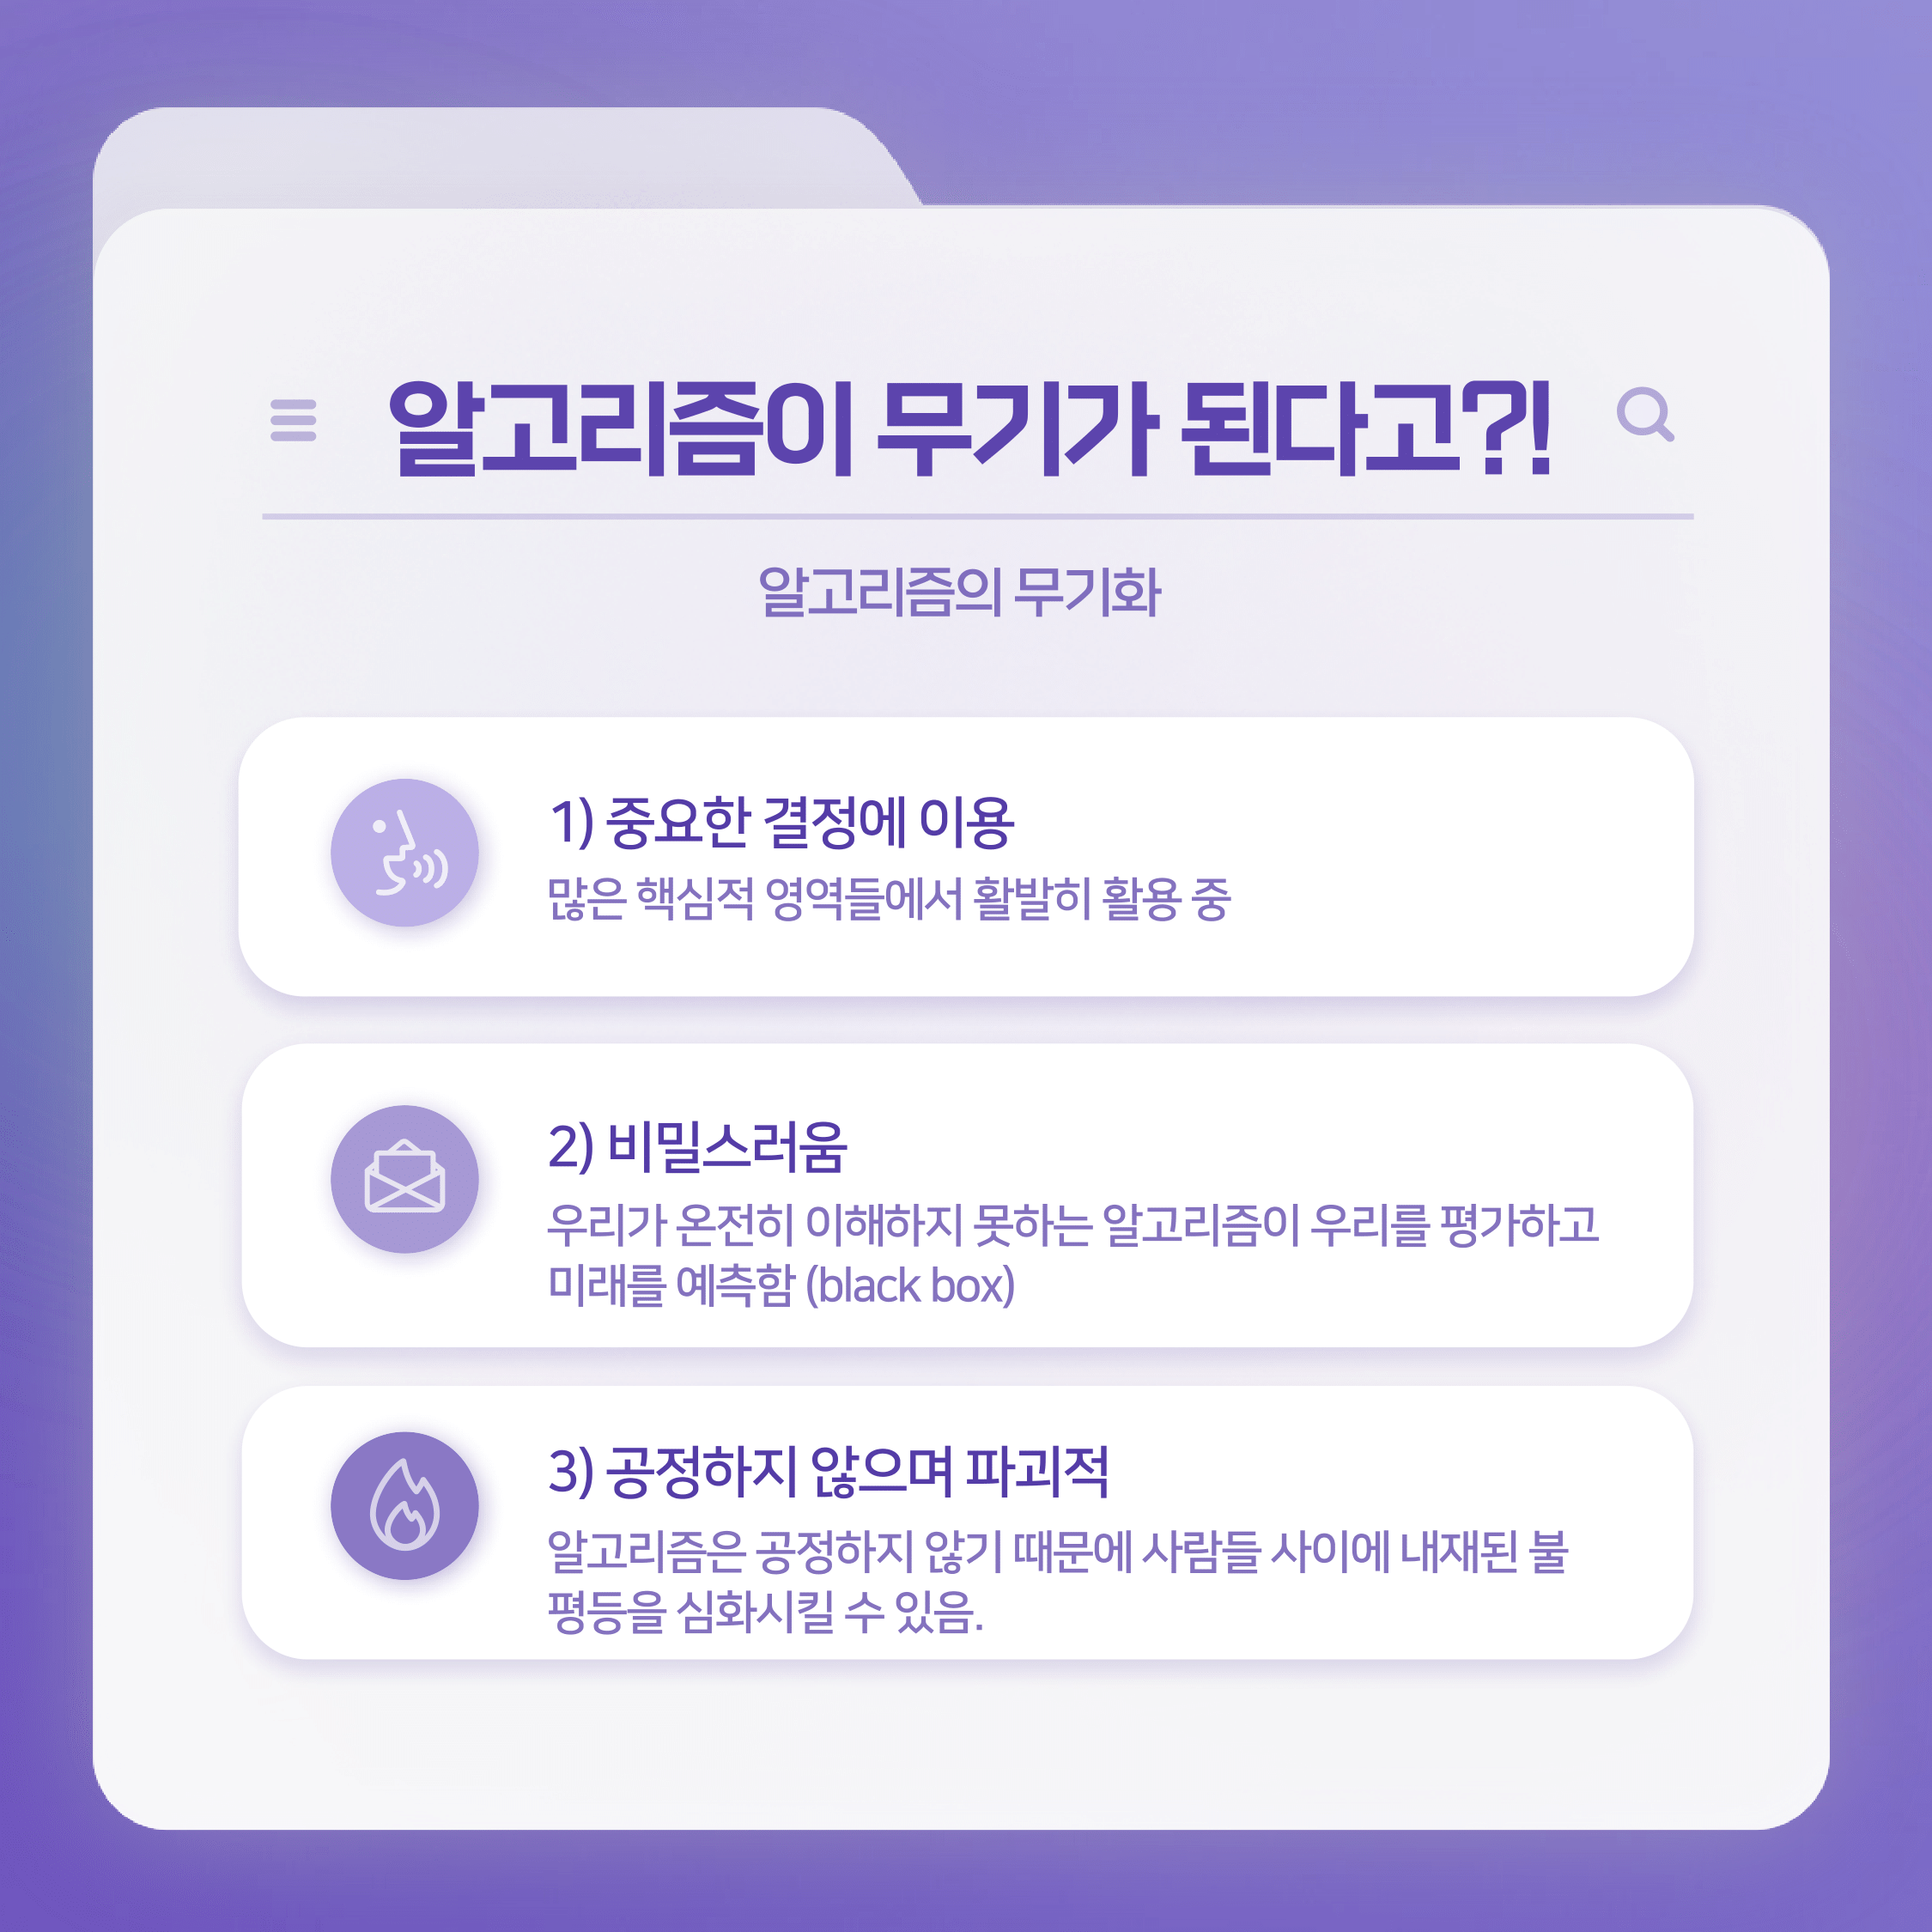 알고리즘이 무기가 된다고?!
알고리즘의 무기화
1) 중요한 결정에 이용
많은 핵심적 영역들에서 활발히 활용 중
2) 비밀스러움
우리가 온전히 이해하지 못하는 알고리즘이 우리를 평가하고
미래를 예측함 (black box)
3) 공정하지 않으며 파괴적
알고리즘은 공정하지 않기 때문에 사람들 사이에 내재된 불
평등을 심화시킬 수 있음.